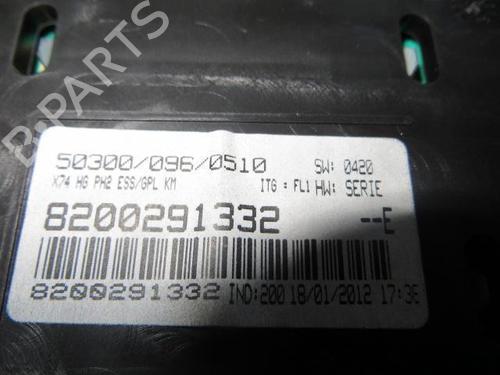 B-PARTS
50300/096/0510 SW: 0420
X74 HG PH2 ESS/GPL KM ITG = FL1 HW: SERIE
8200291332 --E
8200291332 IND:200 18/01/2012 17:3E